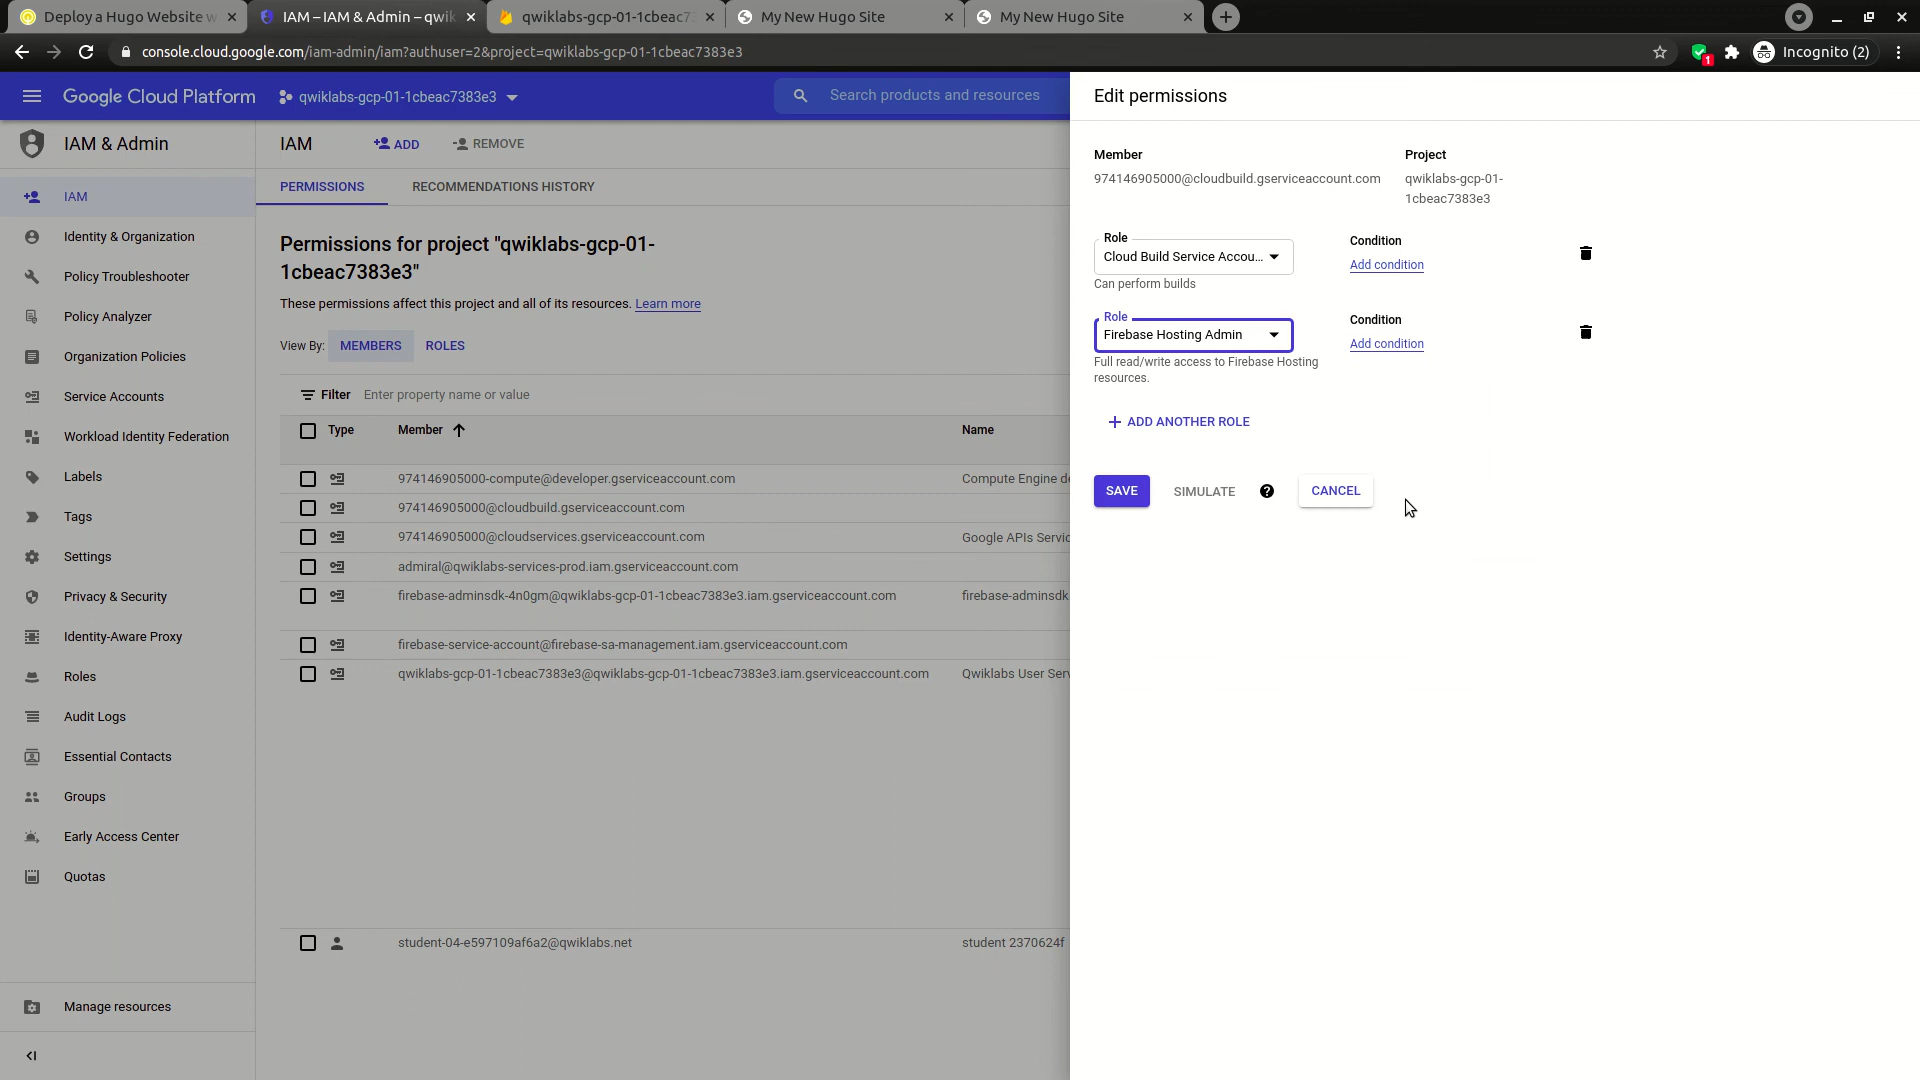 Deploy a Hugo Website w
IAM – IAM & Admin – qwik
qwiklabs-gcp-01-1cbeac73
My New Hugo Site
My New Hugo Site
console.cloud.google.com/iam-admin/iam?authuser=2&project=qwiklabs-gcp-01-1cbeac7383e3
1
Incognito (2)
Google Cloud Platform
qwiklabs-gcp-01-1cbeac7383e3
Search products and resources
IAM & Admin
IAM
Identity & Organization
Policy Troubleshooter
Policy Analyzer
Organization Policies
Service Accounts
Workload Identity Federation
Labels
Tags
Settings
Privacy & Security
Identity-Aware Proxy
Roles
Audit Logs
Essential Contacts
Groups
Early Access Center
Quotas
Manage resources
IAM
ADD
REMOVE
PERMISSIONS
RECOMMENDATIONS HISTORY
Permissions for project "qwiklabs-gcp-01-
1cbeac7383e3"
These permissions affect this project and all of its resources. Learn more
View By: MEMBERS ROLES
Filter Enter property name or value
Type Member Name
974146905000-compute@developer.gserviceaccount.com Compute Engine de
974146905000@cloudbuild.gserviceaccount.com
974146905000@cloudservices.gserviceaccount.com Google APIs Servic
admiral@qwiklabs-services-prod.iam.gserviceaccount.com
firebase-adminsdk-4n0gm@qwiklabs-gcp-01-1cbeac7383e3.iam.gserviceaccount.com firebase-adminsdk
firebase-service-account@firebase-sa-management.iam.gserviceaccount.com
qwiklabs-gcp-01-1cbeac7383e3@qwiklabs-gcp-01-1cbeac7383e3.iam.gserviceaccount.com Qwiklabs User Serv
student-04-e597109af6a2@qwiklabs.net student 2370624f
Edit permissions
Member
974146905000@cloudbuild.gserviceaccount.com
Project
qwiklabs-gcp-01-
1cbeac7383e3
Role
Cloud Build Service Accou...
Can perform builds
Condition
Add condition
Role
Firebase Hosting Admin
Full read/write access to Firebase Hosting
resources.
Condition
Add condition
ADD ANOTHER ROLE
SAVE
SIMULATE
?
CANCEL